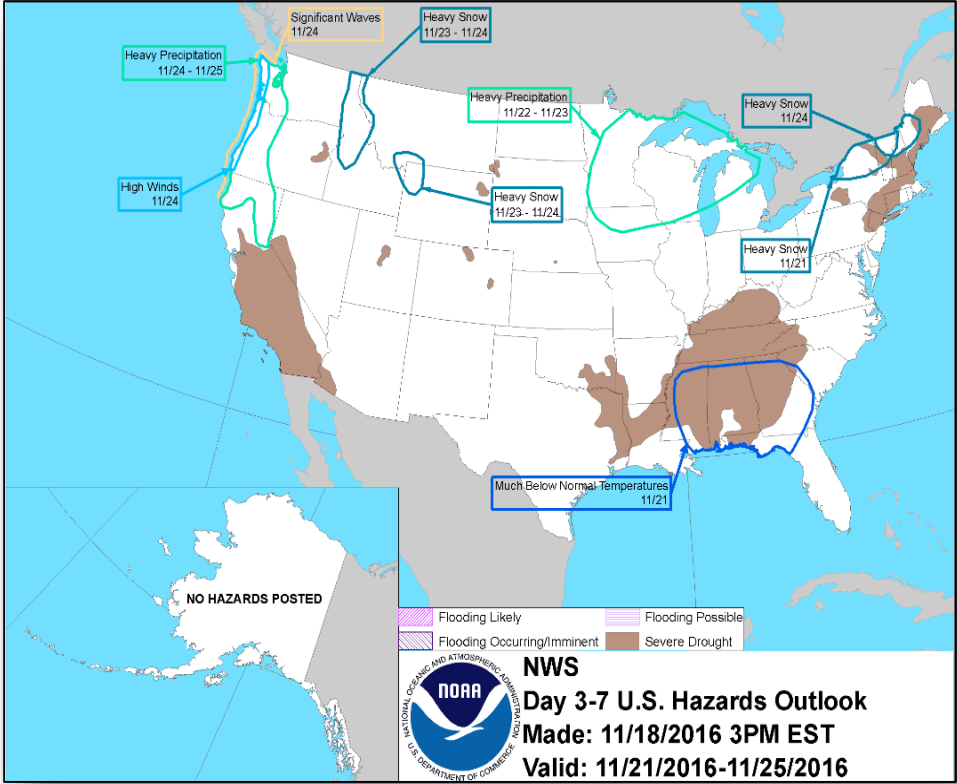 Significant Waves
11/24
Heavy Snow
11/23 - 11/24
Heavy Precipitation
11/24 - 11/25
Heavy Precipitation
11/22 - 11/23
Heavy Snow
11/24
High Winds
11/24
Heavy Snow
11/23 - 11/24
Heavy Snow
11/21
Much Below Normal Temperatures
11/21
NO HAZARDS POSTED
Flooding Likely
Flooding Possible
Flooding Occurring/Imminent
Severe Drought
NATIONAL OCEANIC AND ATMOSPHERIC ADMINISTRATION
NOAA
U.S. DEPARTMENT OF COMMERCE
NWS
Day 3-7 U.S. Hazards Outlook
Made: 11/18/2016 3PM EST
Valid: 11/21/2016-11/25/2016